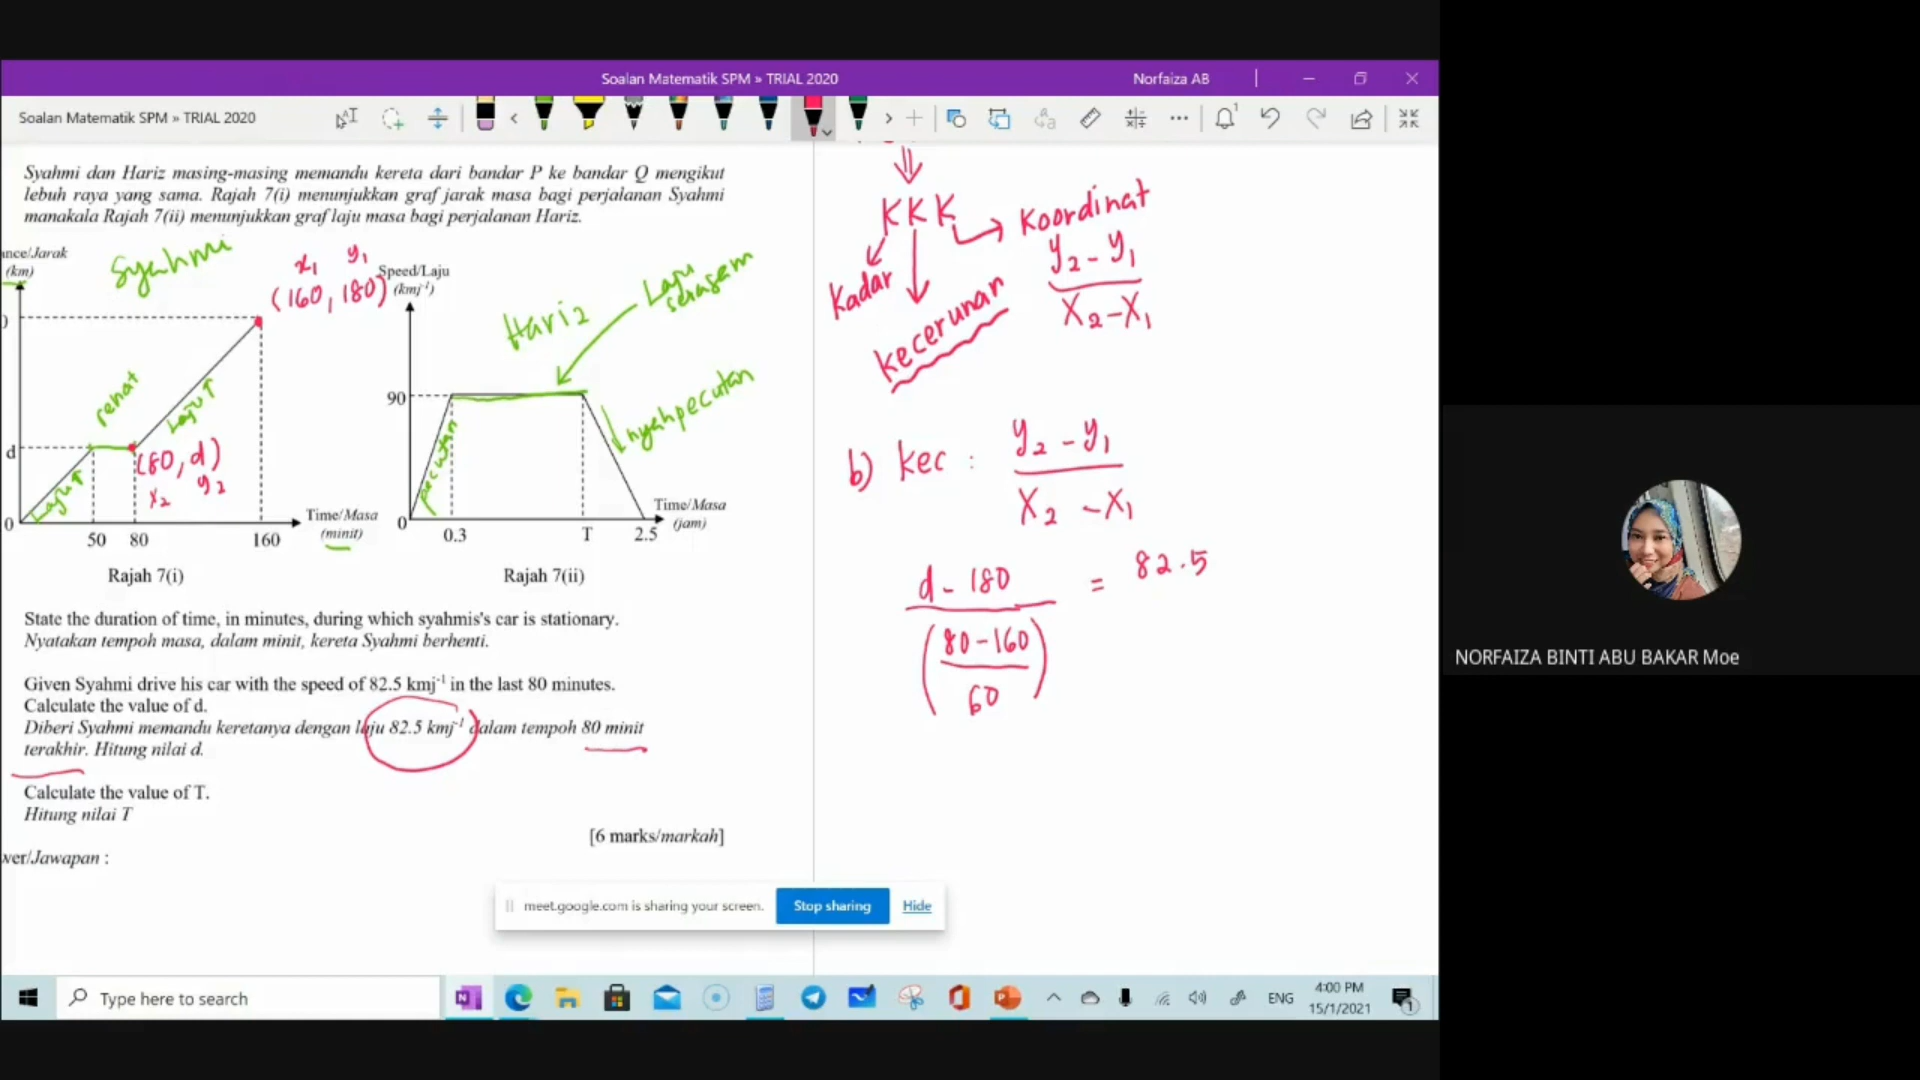 Soalan Matematik SPM » TRIAL 2020
Norfaiza AB
Soalan Matematik SPM » TRIAL 2020
Syahmi dan Hariz masing-masing memandu kereta dari bandar P ke bandar Q mengikut
lebuh raya yang sama. Rajah 7(i) menunjukkan graf jarak masa bagi perjalanan Syahmi
manakala Rajah 7(ii) menunjukkan graf laju masa bagi perjalanan Hariz.
ance/Jarak
(km)
Syahmi
x₁ y₁
(160, 180)
rehat
Laju↑
Laju↑
d
(80, d)
x₂ y₂
0
50 80 160
Time/Masa
(minit)
Rajah 7(i)
Speed/Laju
(kmj⁻¹)
Hariz
Laju
seragam
90
pecutan
nyahpecutan
0
0.3 T 2.5
Time/Masa
(jam)
Rajah 7(ii)
State the duration of time, in minutes, during which syahmis's car is stationary.
Nyatakan tempoh masa, dalam minit, kereta Syahmi berhenti.
Given Syahmi drive his car with the speed of 82.5 kmj⁻¹ in the last 80 minutes.
Calculate the value of d.
Diberi Syahmi memandu keretanya dengan laju 82.5 kmj⁻¹ dalam tempoh 80 minit
terakhir. Hitung nilai d.
Calculate the value of T.
Hitung nilai T
[6 marks/markah]
wer/Jawapan :
⇓
KKK → Koordinat
y₂ - y₁
x₂ - x₁
Kadar
kecerunan
b) kec : y₂ - y₁
x₂ - x₁
d - 180 = 82.5
(80 - 160
60)
meet.google.com is sharing your screen.
Stop sharing
Hide
Type here to search
ENG
4:00 PM
15/1/2021
NORFAIZA BINTI ABU BAKAR Moe